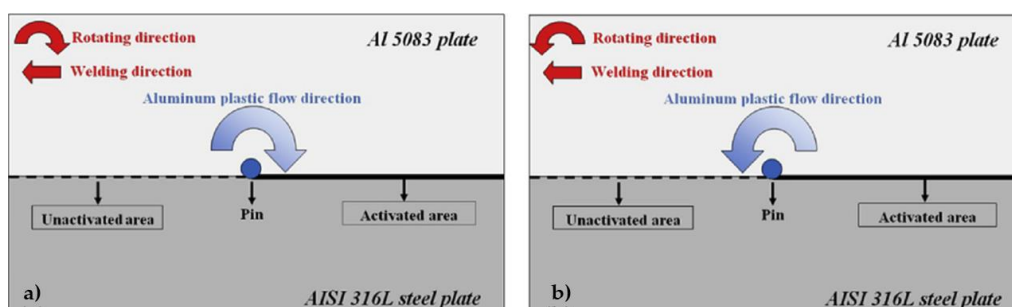 Rotating direction
Al 5083 plate
Welding direction
Aluminum plastic flow direction
Unactivated area
Pin
Activated area
a)
AISI 316L steel plate
Rotating direction
Al 5083 plate
Welding direction
Aluminum plastic flow direction
Unactivated area
Pin
Activated area
b)
AISI 316L steel plate